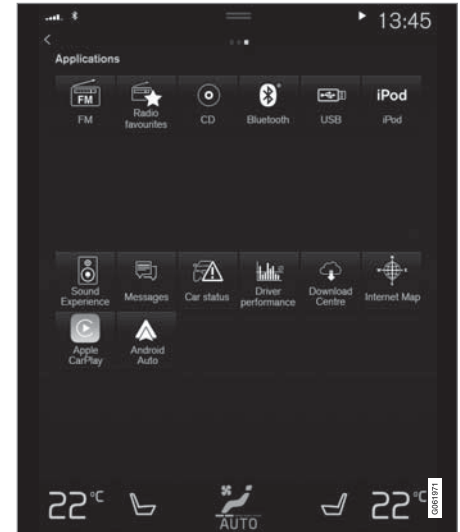 13:45
Applications
FM
iPod
FM
Radio
favourites
CD
Bluetooth
USB
iPod
Sound
Experience
Messages
Car status
Driver
performance
Download
Centre
Internet Map
Apple
CarPlay
Android
Auto
22°C
AUTO
22°C
G061971